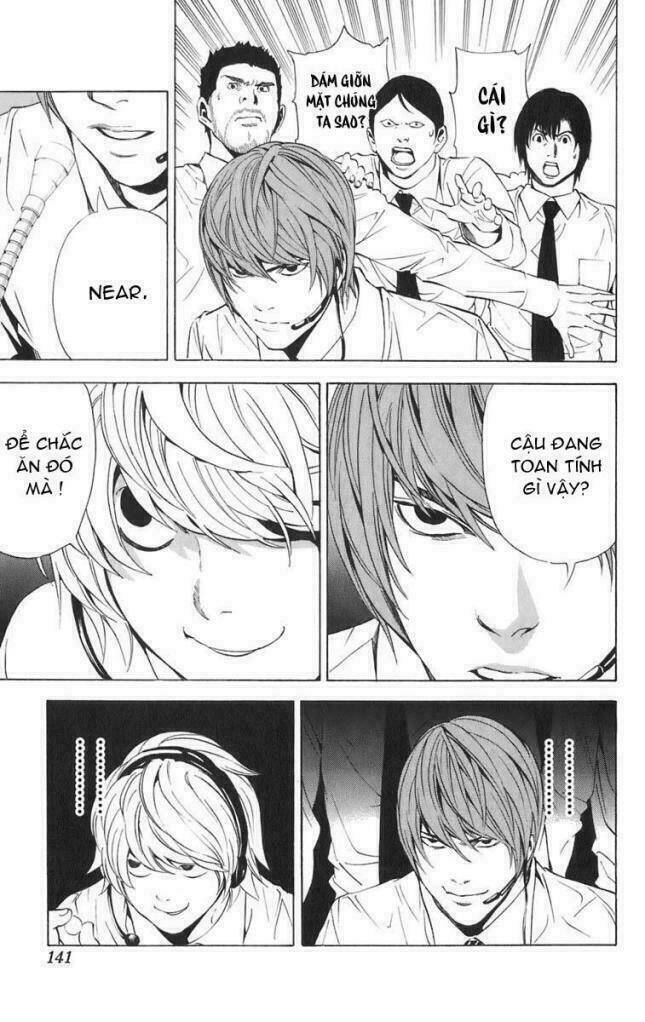 CÁI
GÌ?
DÁM GIỠN
MẶT CHÚNG
TA SAO?
NEAR.
CẬU ĐANG
TOAN TÍNH
GÌ VẬY?
ĐỂ CHẮC
ĂN ĐÓ
MÀ !
141